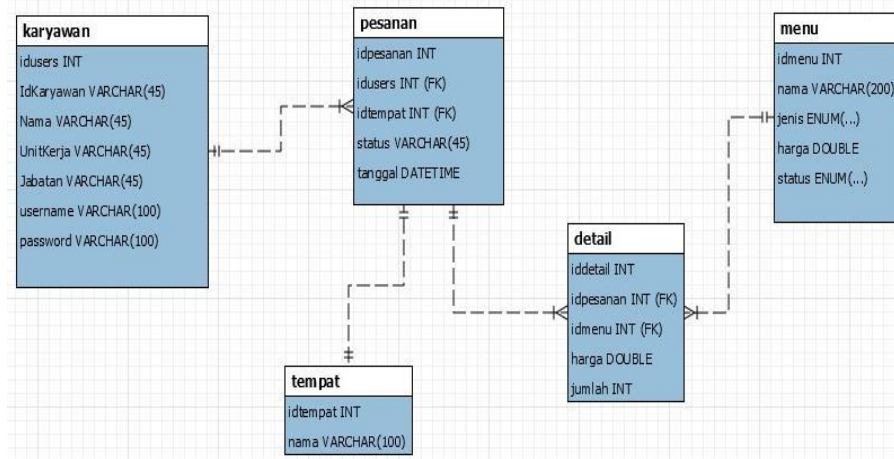 karyawan
idusers INT
IdKaryawan VARCHAR(45)
Nama VARCHAR(45)
UnitKerja VARCHAR(45)
Jabatan VARCHAR(45)
username VARCHAR(100)
password VARCHAR(100)
pesanan
idpesanan INT
idusers INT (FK)
idtempat INT (FK)
status VARCHAR(45)
tanggal DATETIME
menu
idmenu INT
nama VARCHAR(200)
jenis ENUM(...)
harga DOUBLE
status ENUM(...)
detail
iddetail INT
idpesanan INT (FK)
idmenu INT (FK)
harga DOUBLE
jumlah INT
tempat
idtempat INT
nama VARCHAR(100)